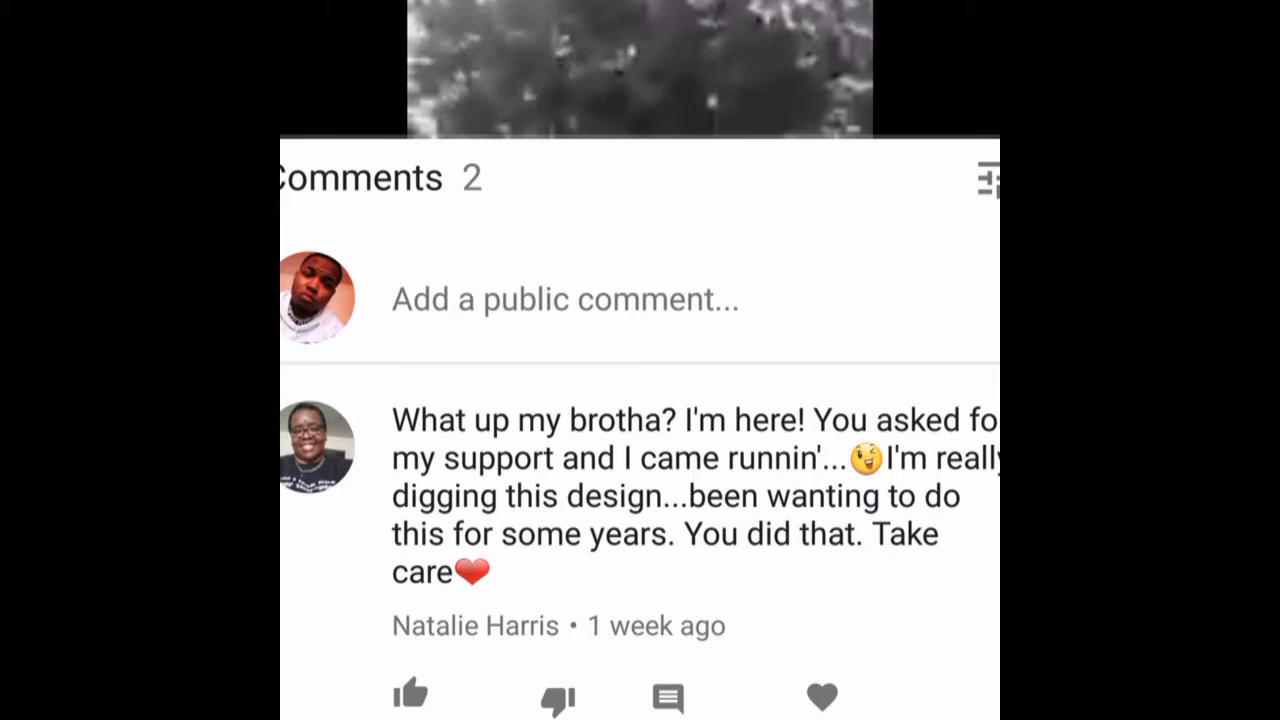 Comments 2
Add a public comment...
What up my brotha? I'm here! You asked fo
my support and I came runnin'...😜I'm really
digging this design...been wanting to do
this for some years. You did that. Take
care❤
Natalie Harris • 1 week ago